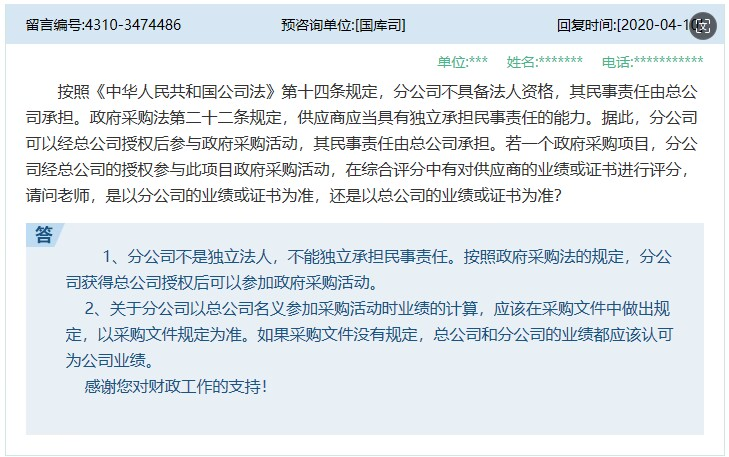 留言编号:4310-3474486 预咨询单位:[国库司] 回复时间:[2020-04-10
单位:*** 姓名:******* 电话:***********
按照《中华人民共和国公司法》第十四条规定，分公司不具备法人资格，其民事责任由总公
司承担。政府采购法第二十二条规定，供应商应当具有独立承担民事责任的能力。据此，分公司
可以经总公司授权后参与政府采购活动，其民事责任由总公司承担。若一个政府采购项目，分公
司经总公司的授权参与此项目政府采购活动，在综合评分中有对供应商的业绩或证书进行评分，
请问老师，是以分公司的业绩或证书为准，还是以总公司的业绩或证书为准？
答
1、分公司不是独立法人，不能独立承担民事责任。按照政府采购法的规定，分公
司获得总公司授权后可以参加政府采购活动。
2、关于分公司以总公司名义参加采购活动时业绩的计算，应该在采购文件中做出规
定，以采购文件规定为准。如果采购文件没有规定，总公司和分公司的业绩都应该认可
为公司业绩。
感谢您对财政工作的支持！